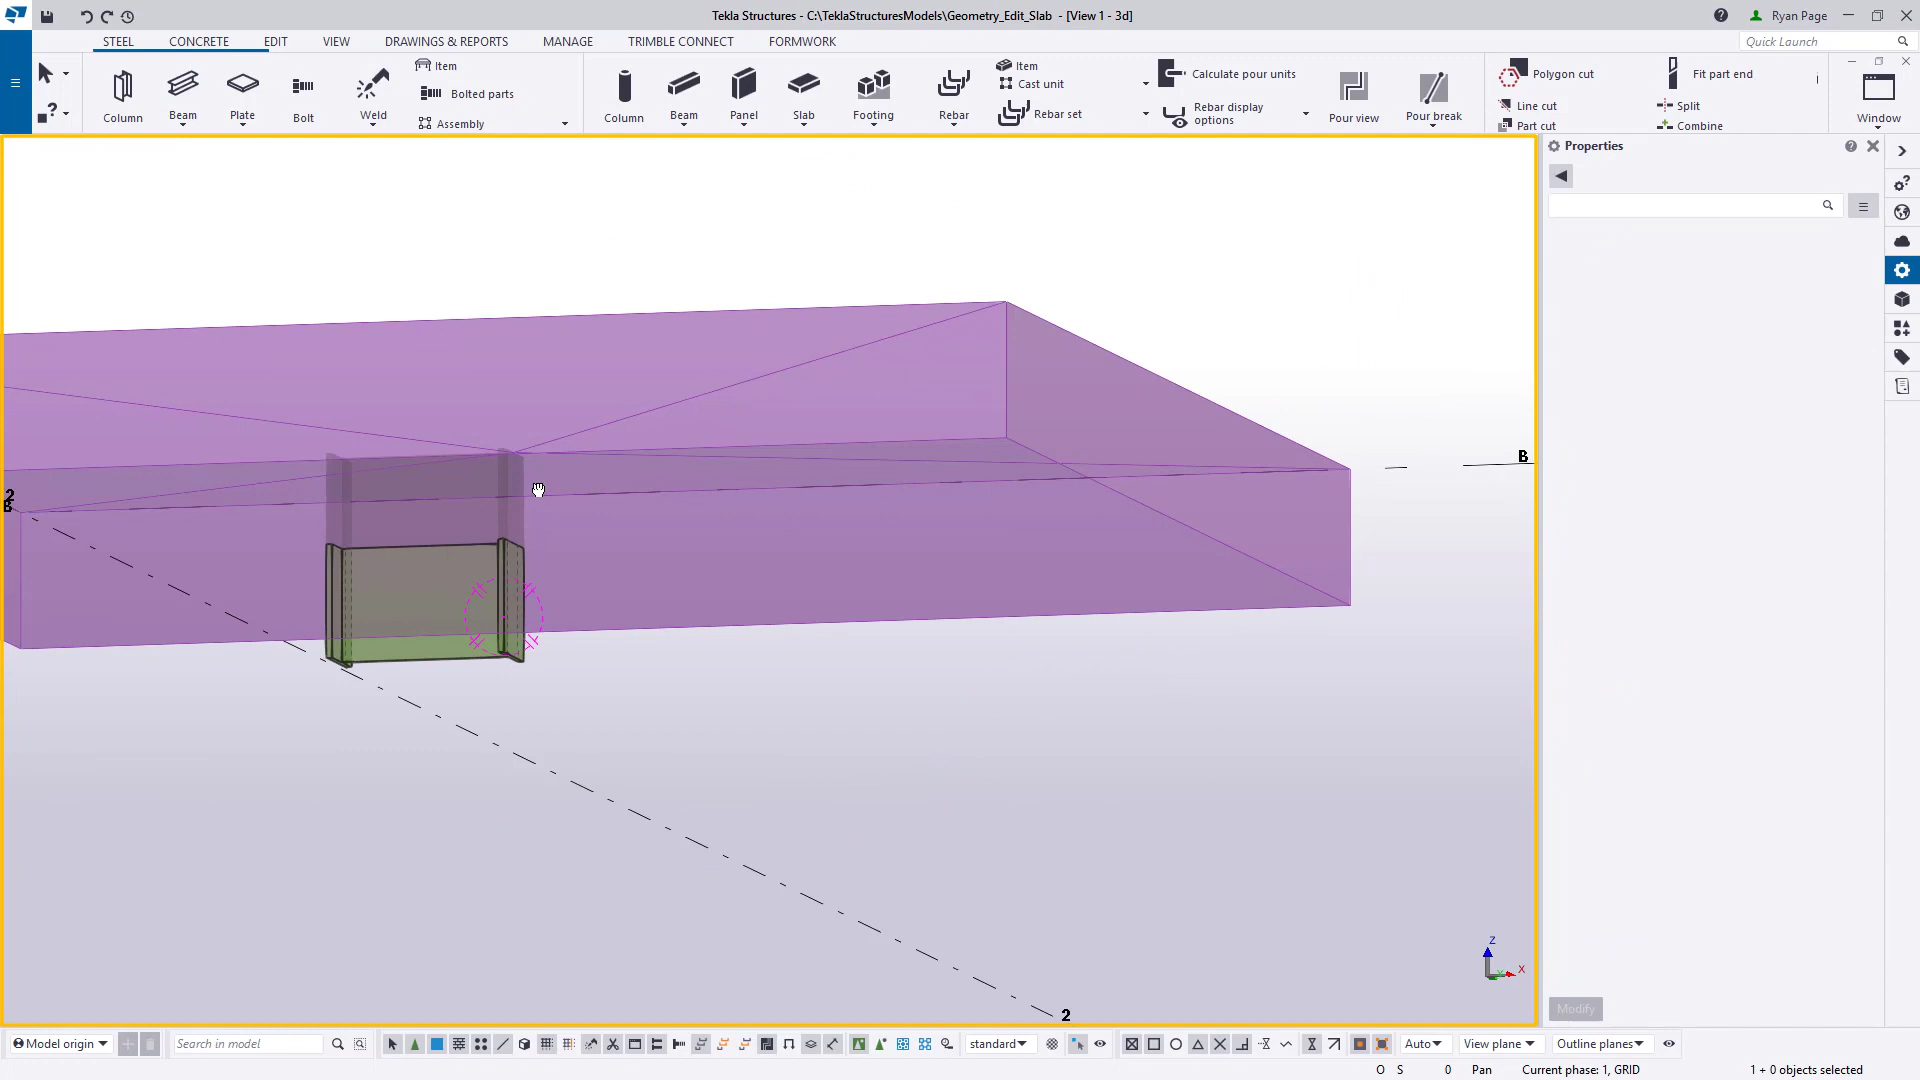 Tekla Structures - C:\TeklaStructuresModels\Geometry_Edit_Slab - [View 1 - 3d]
Ryan Page
STEEL CONCRETE EDIT VIEW DRAWINGS & REPORTS MANAGE TRIMBLE CONNECT FORMWORK
Quick Launch
Column
Beam
Plate
Bolt
Weld
Item
Bolted parts
Assembly
Column
Beam
Panel
Slab
Footing
Rebar
Item
Cast unit
Rebar set
Calculate pour units
Rebar display
options
Pour view
Pour break
Polygon cut
Line cut
Part cut
Fit part end
Split
Combine
Window
Properties
B
2
B
2
Z
X
Modify
Model origin
Search in model
standard
Auto
View plane
Outline planes
O S 0 Pan Current phase: 1, GRID 1 + 0 objects selected